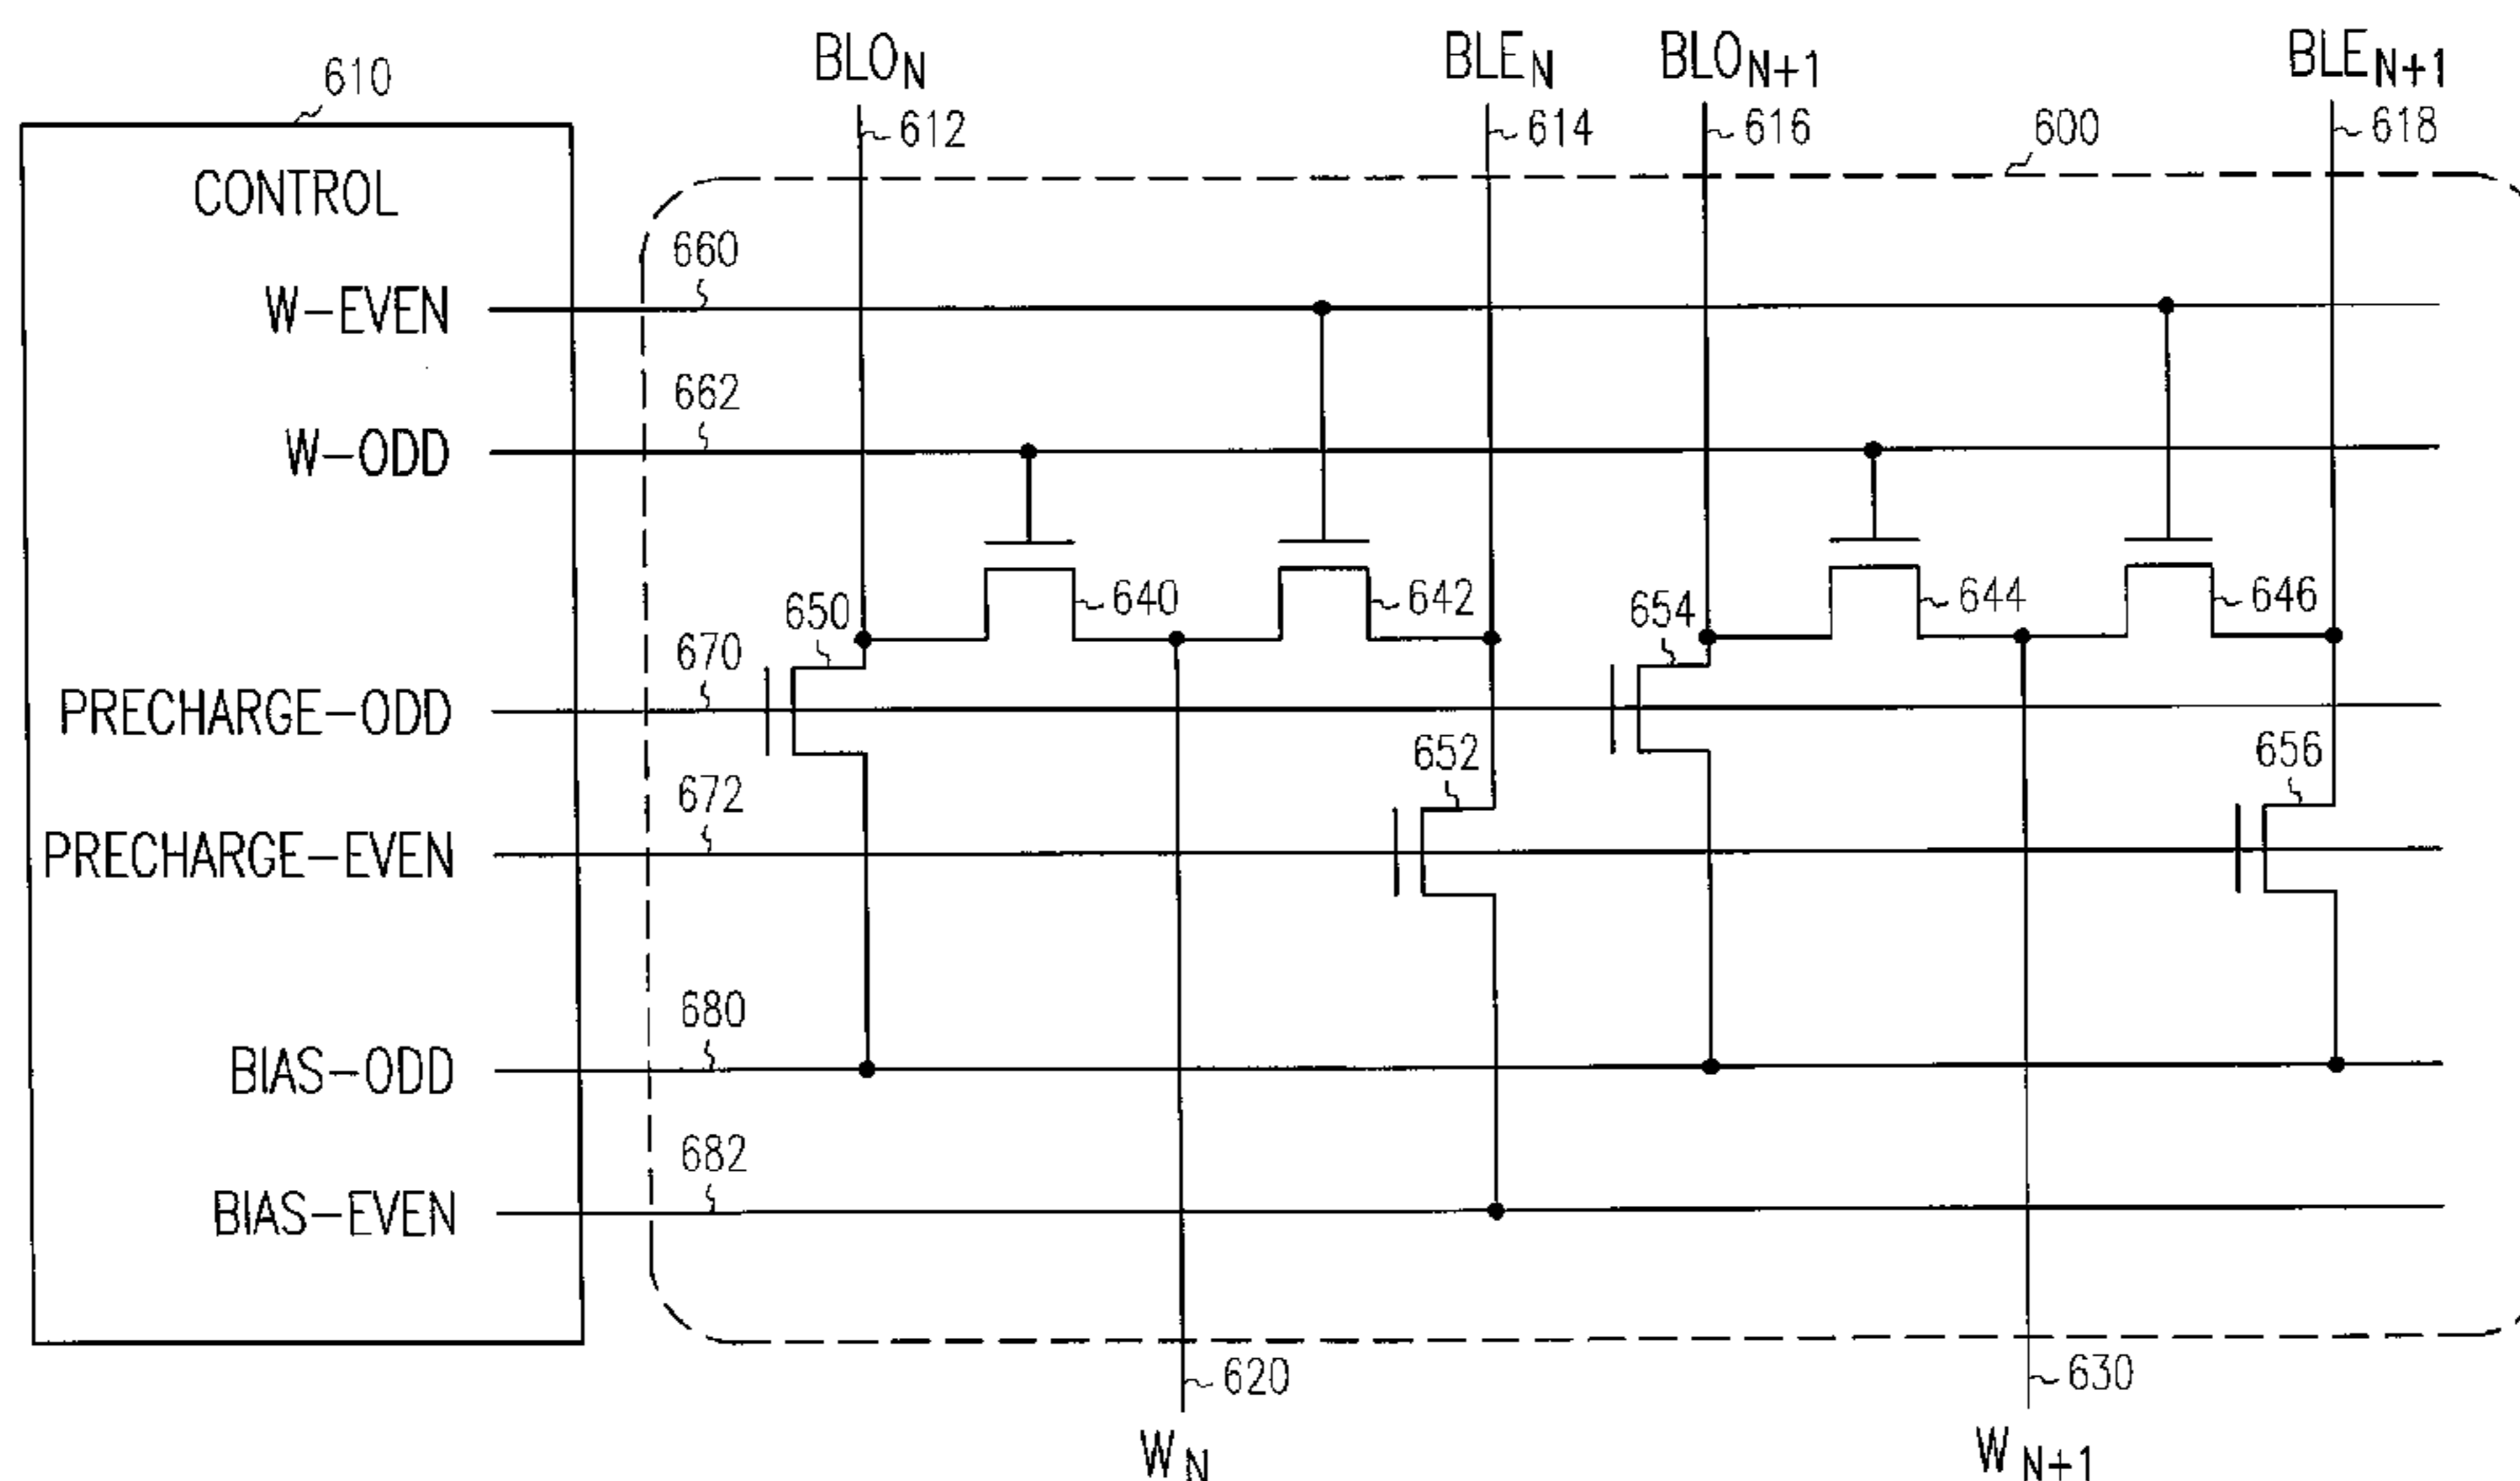 610
BLO_N
BLE_N
BLO_N+1
BLE_N+1
612
614
616
600
618
CONTROL
660
W-EVEN
662
W-ODD
650
640
642
654
644
646
670
PRECHARGE-ODD
652
656
672
PRECHARGE-EVEN
680
BIAS-ODD
682
BIAS-EVEN
620
630
W_N
W_N+1